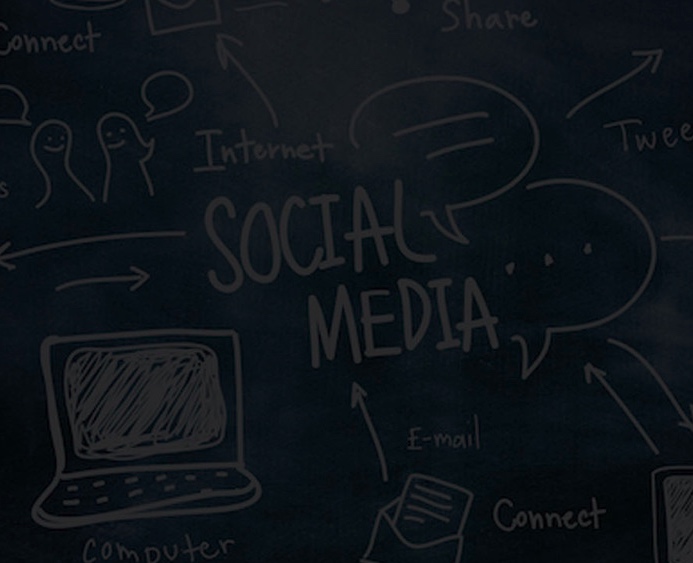 Share
Connect
Internet
Twee
s
SOCIAL
MEDIA
E-mail
Connect
computer